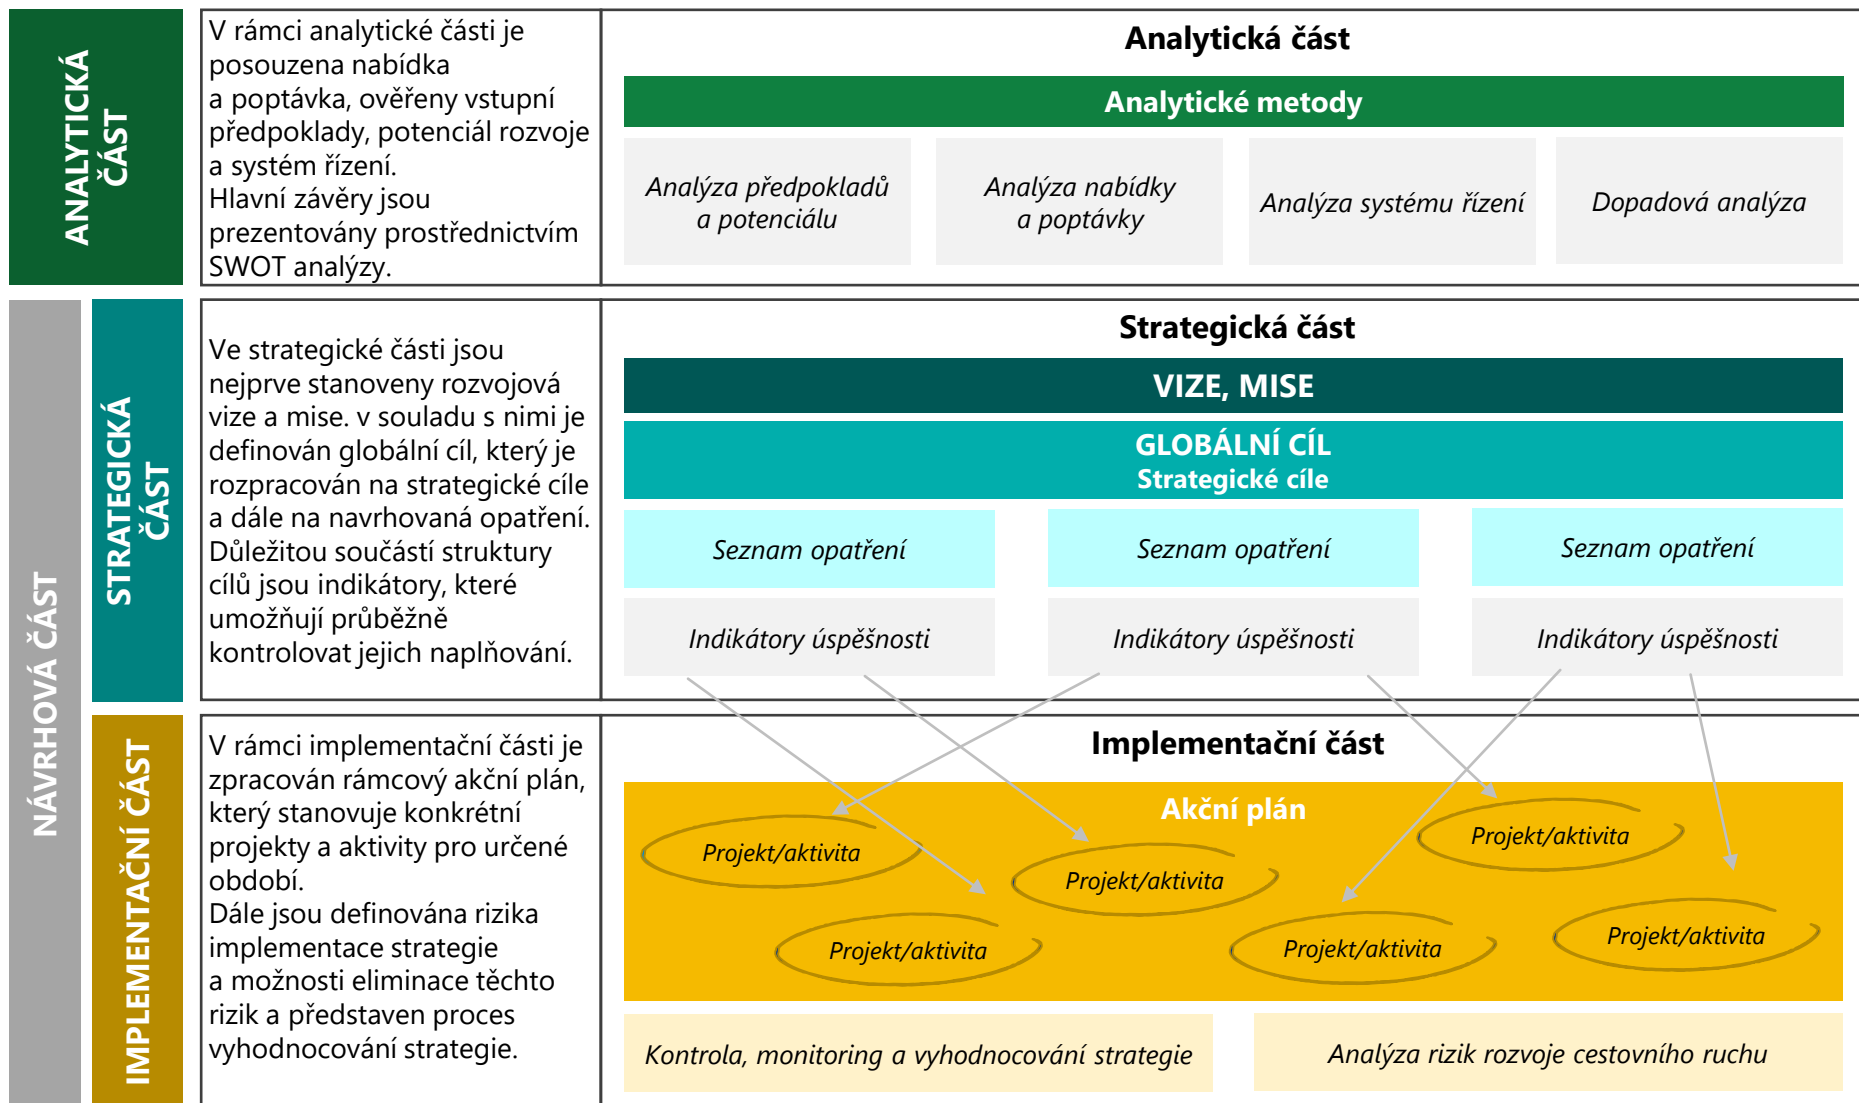 ANALYTICKÁ
ČÁST
V rámci analytické části je
posouzena nabídka
a poptávka, ověřeny vstupní
předpoklady, potenciál rozvoje
a systém řízení.
Hlavní závěry jsou
prezentovány prostřednictvím
SWOT analýzy.
Analytická část
Analytické metody
Analýza předpokladů
a potenciálu
Analýza nabídky
a poptávky
Analýza systému řízení
Dopadová analýza
NÁVRHOVÁ ČÁST
STRATEGICKÁ
ČÁST
Ve strategické části jsou
nejprve stanoveny rozvojová
vize a mise. v souladu s nimi je
definován globální cíl, který je
rozpracován na strategické cíle
a dále na navrhovaná opatření.
Důležitou součástí struktury
cílů jsou indikátory, které
umožňují průběžně
kontrolovat jejich naplňování.
Strategická část
VIZE, MISE
GLOBÁLNÍ CÍL
Strategické cíle
Seznam opatření
Seznam opatření
Seznam opatření
Indikátory úspěšnosti
Indikátory úspěšnosti
Indikátory úspěšnosti
IMPLEMENTAČNÍ ČÁST
V rámci implementační části je
zpracován rámcový akční plán,
který stanovuje konkrétní
projekty a aktivity pro určené
období.
Dále jsou definována rizika
implementace strategie
a možnosti eliminace těchto
rizik a představen proces
vyhodnocování strategie.
Implementační část
Akční plán
Projekt/aktivita
Projekt/aktivita
Projekt/aktivita
Projekt/aktivita
Projekt/aktivita
Projekt/aktivita
Kontrola, monitoring a vyhodnocování strategie
Analýza rizik rozvoje cestovního ruchu